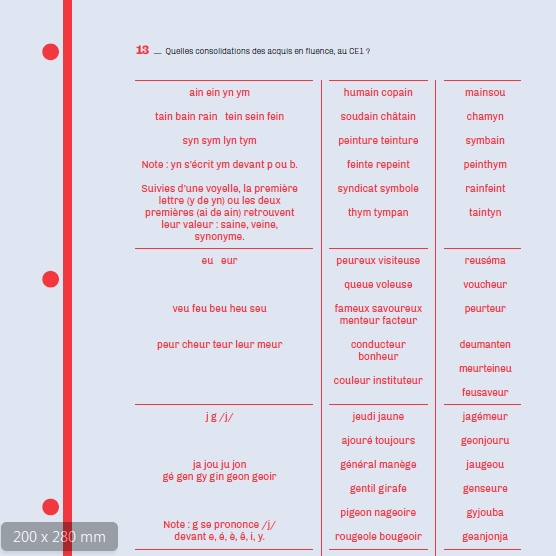 13 — Quelles consolidations des acquis en fluence, au CE1 ?
ain ein yn ym
humain copain
mainsou
tain bain rain   tein sein fein
soudain châtain
chamyn
syn sym lyn tym
peinture teinture
symbain
Note : yn s'écrit ym devant p ou b.
feinte repeint
peinthym
Suivies d'une voyelle, la première
lettre (y de yn) ou les deux
premières (ai de ain) retrouvent
leur valeur : saine, veine,
synonyme.
syndicat symbole
rainfeint
thym tympan
taintyn
eu   eur
peureux visiteuse
reuséma
queue voleuse
voucheur
veu feu beu heu seu
fameux savoureux
menteur facteur
peurteur
peur cheur teur leur meur
conducteur
bonheur
deumanten
meurteineu
couleur instituteur
feusaveur
j g /j/
jeudi jaune
jagémeur
ajouré toujours
geonjouru
ja jou ju jon
gé gen gy gin geon geoir
général manège
jaugeou
gentil girafe
genseure
pigeon nageoire
gyjouba
Note : g se prononce /j/
devant e, é, è, ê, i, y.
rougeole bougeoir
geanjonja
200 x 280 mm